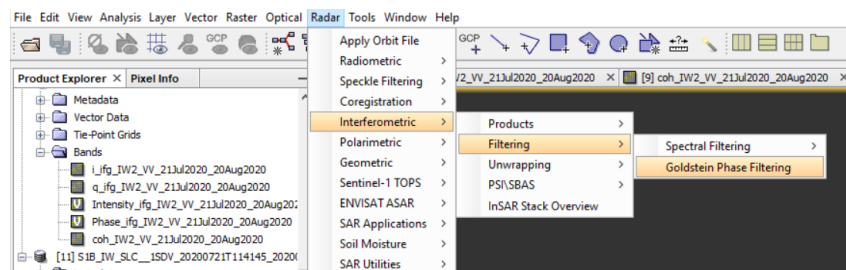 File Edit View Analysis Layer Vector Raster Optical Radar Tools Window Help
GCP
GCP
Product Explorer × Pixel Info
Metadata
Vector Data
Tie-Point Grids
Bands
i_ifg_IW2_VV_21Jul2020_20Aug2020
q_ifg_IW2_VV_21Jul2020_20Aug2020
Intensity_ifg_IW2_VV_21Jul2020_20Aug202
Phase_ifg_IW2_VV_21Jul2020_20Aug2020
coh_IW2_VV_21Jul2020_20Aug2020
[11] S1B_IW_SLC__1SDV_20200721T114145_20200
Apply Orbit File
Radiometric >
Speckle Filtering >
Coregistration >
Interferometric >
Polarimetric >
Geometric >
Sentinel-1 TOPS >
ENVISAT ASAR >
SAR Applications >
Soil Moisture >
SAR Utilities >
/2_VV_21Jul2020_20Aug2020 × [9] coh_IW2_VV_21Jul2020_20Aug2020 ×
Products >
Filtering >
Unwrapping >
PSI\SBAS >
InSAR Stack Overview
Spectral Filtering >
Goldstein Phase Filtering